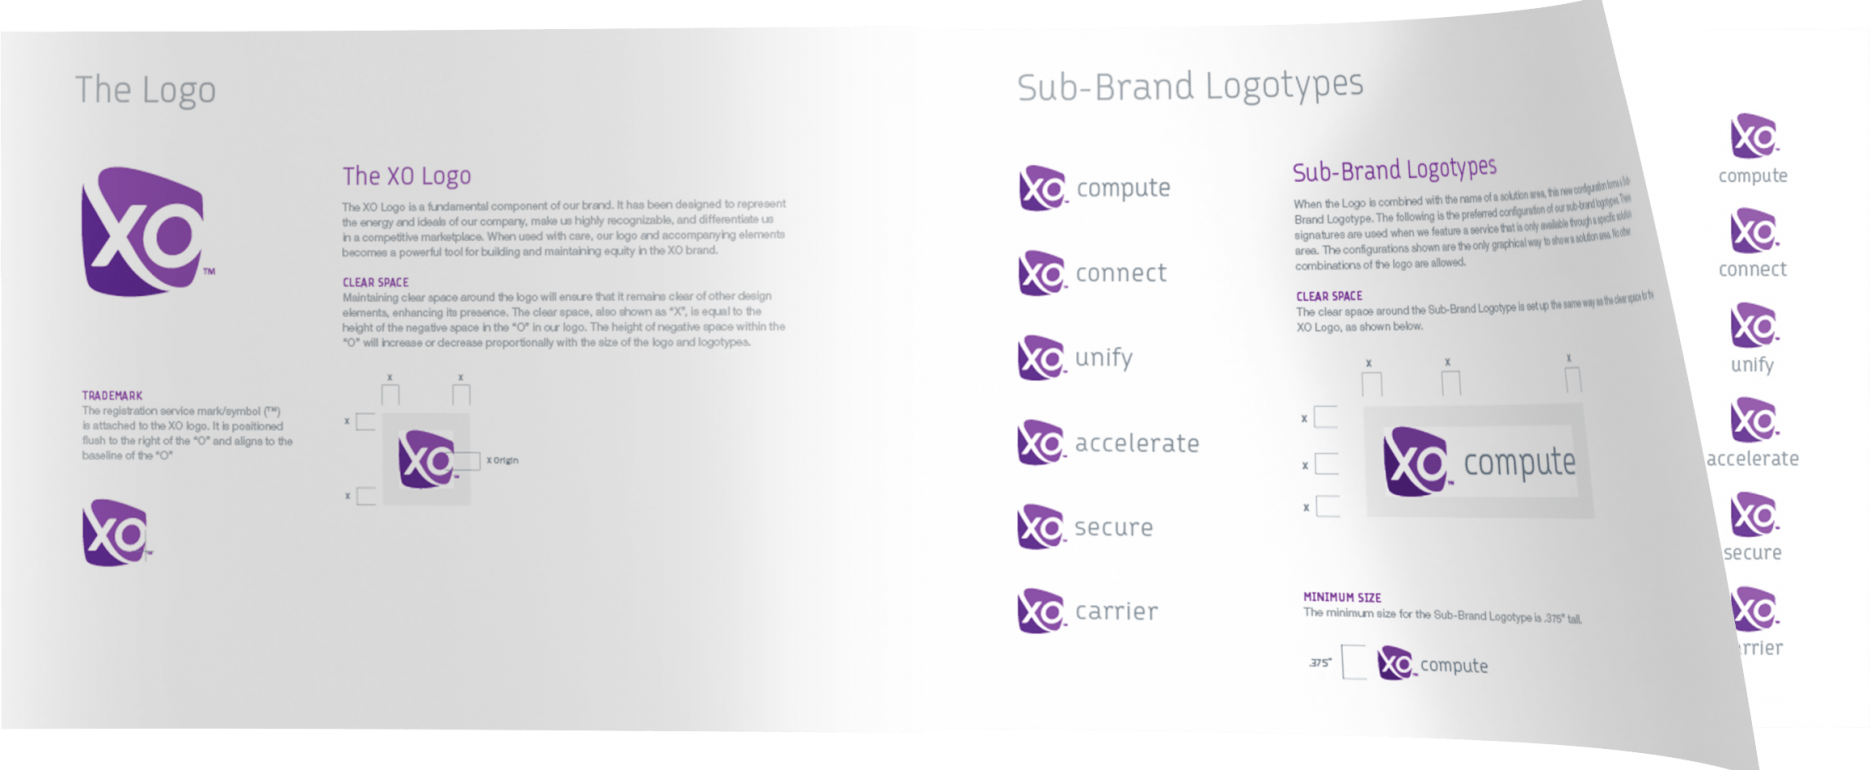 The Logo
XO™
The XO Logo
The XO Logo is a fundamental component of our brand. It has been designed to represent
the energy and ideals of our company, make us highly recognizable, and differentiate us
in a competitive marketplace. When used with care, our logo and accompanying elements
becomes a powerful tool for building and maintaining equity in the XO brand.
CLEAR SPACE
Maintaining clear space around the logo will ensure that it remains clear of other design
elements, enhancing its presence. The clear space, also shown as "X", is equal to the
height of the negative space in the "O" in our logo. The height of negative space within the
"O" will increase or decrease proportionally with the size of the logo and logotypes.
TRADEMARK
The registration service mark/symbol (™)
is attached to the XO logo. It is positioned
flush to the right of the "O" and aligns to the
baseline of the "O"
XO™
X X
X
XO
X Origin
X
Sub-Brand Logotypes
XO compute
XO connect
XO unify
XO accelerate
XO secure
XO carrier
Sub-Brand Logotypes
When the Logo is combined with the name of a solution area, this new configuration forms a Sub-
Brand Logotype. The following is the preferred configuration of our sub-brand logotypes. These
signatures are used when we feature a service that is only available through a specific solution
area. The configurations shown are the only graphical way to show a solution area. No other
combinations of the logo are allowed.
CLEAR SPACE
The clear space around the Sub-Brand Logotype is set up the same way as the clear space for the
XO Logo, as shown below.
X X X
X
X
X
XO™ compute
MINIMUM SIZE
The minimum size for the Sub-Brand Logotype is .375" tall.
.375"
XO compute
XO
compute
XO
connect
XO
unify
XO
accelerate
XO
secure
XO
rrier